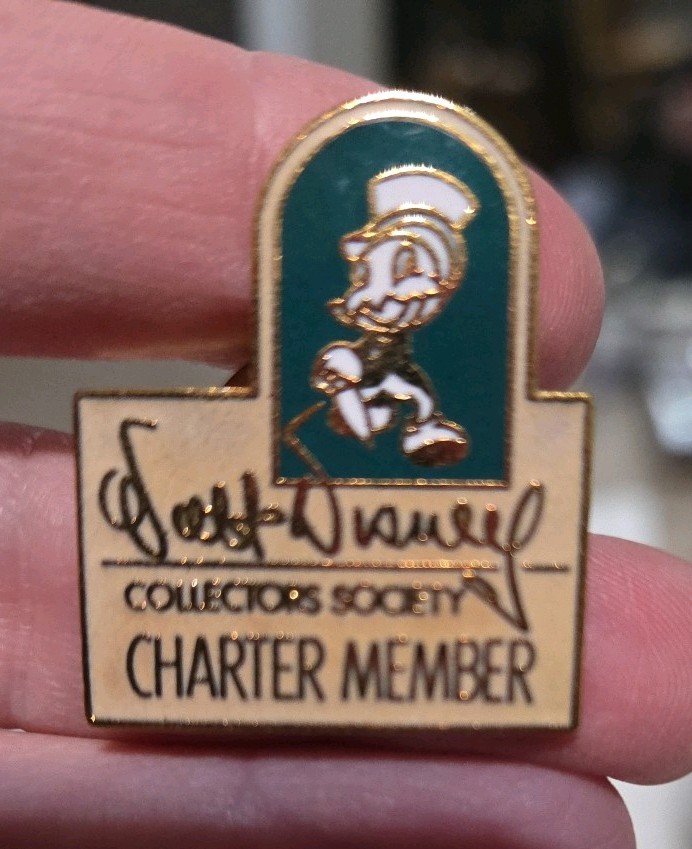 Walt Disney
COLLECTORS SOCIETY
CHARTER MEMBER